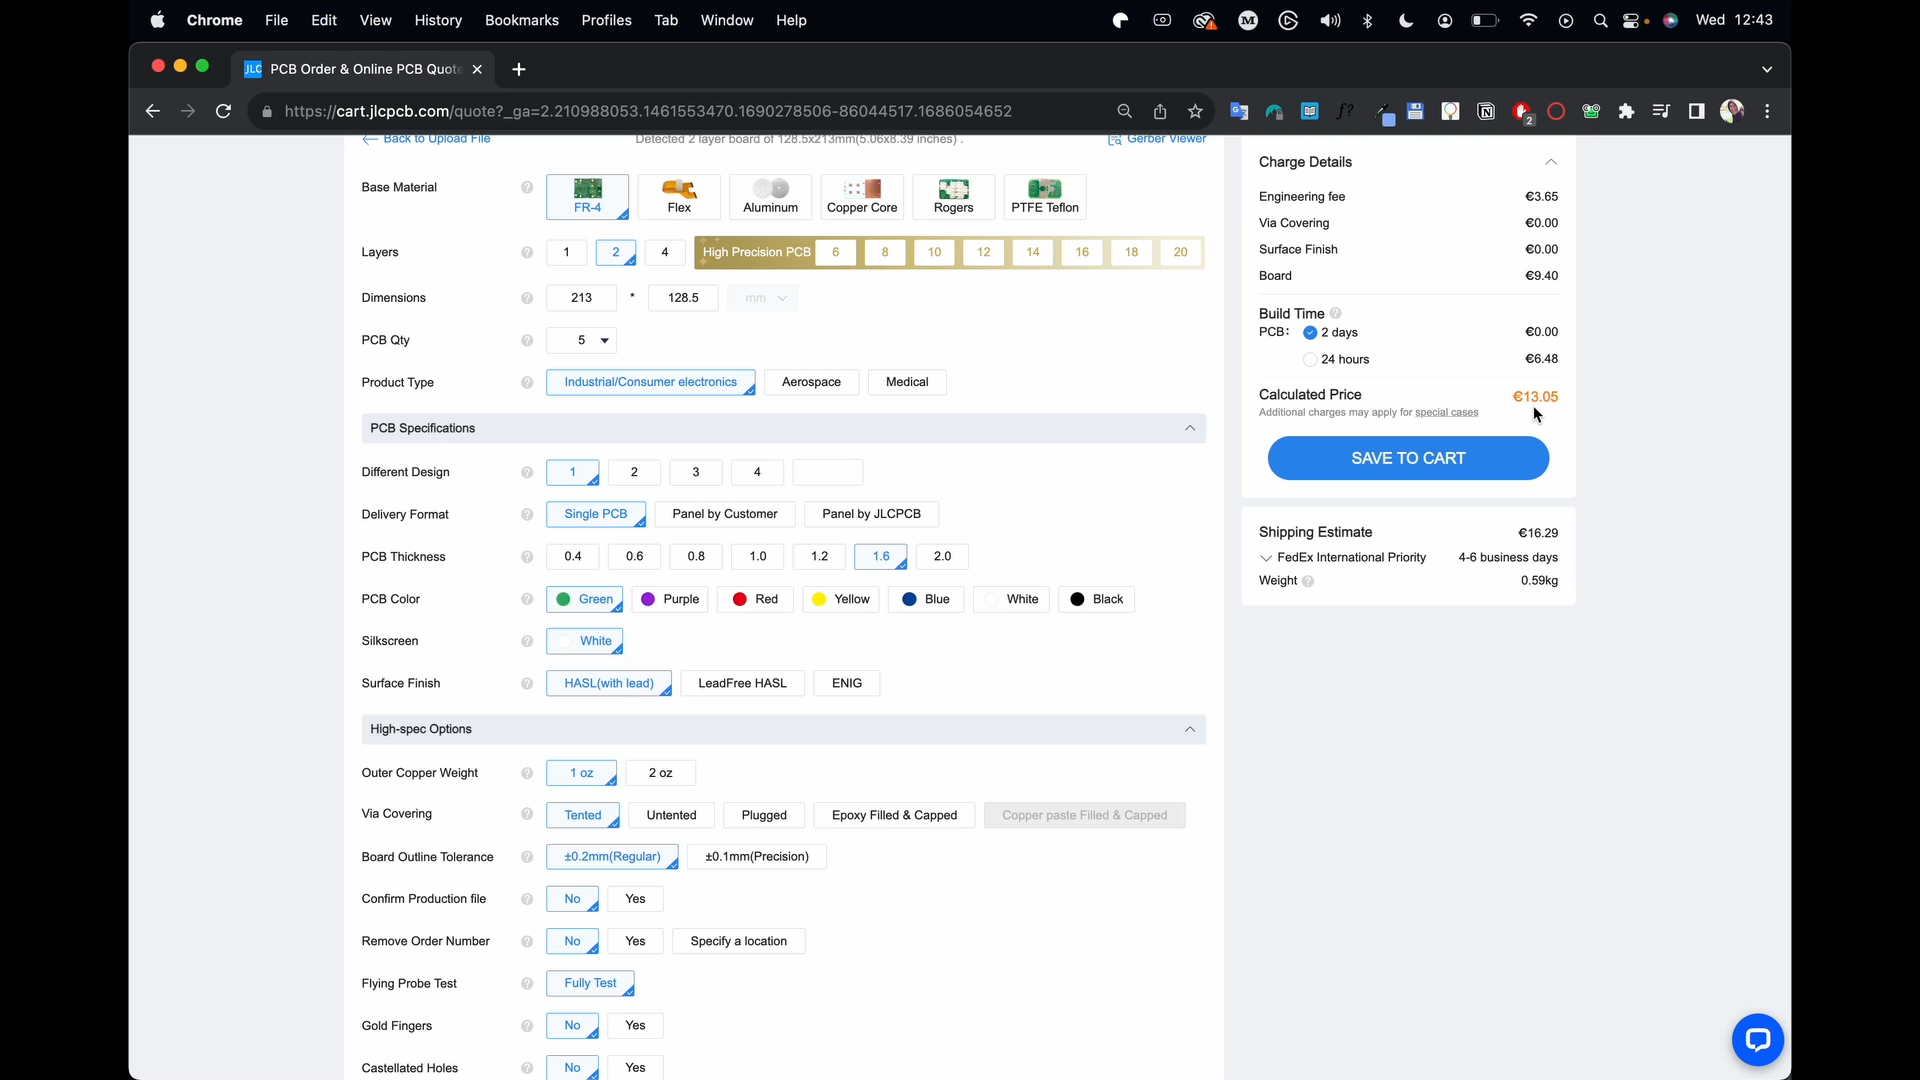 Chrome File Edit View History Bookmarks Profiles Tab Window Help Wed 12:43
JLC PCB Order & Online PCB Quote
https://cart.jlcpcb.com/quote?_ga=2.210988053.1461553470.1690278506-86044517.1686054652
2
Back to Upload File Detected 2 layer board of 128.5x213mm(5.06x8.39 inches) . Gerber Viewer
Base Material ? FR-4 Flex Aluminum Copper Core Rogers PTFE Teflon
Layers ? 1 2 4 High Precision PCB 6 8 10 12 14 16 18 20
Dimensions ? 213 * 128.5 mm
PCB Qty ? 5
Product Type ? Industrial/Consumer electronics Aerospace Medical
PCB Specifications
Different Design ? 1 2 3 4
Delivery Format ? Single PCB Panel by Customer Panel by JLCPCB
PCB Thickness ? 0.4 0.6 0.8 1.0 1.2 1.6 2.0
PCB Color ? Green Purple Red Yellow Blue White Black
Silkscreen ? White
Surface Finish ? HASL(with lead) LeadFree HASL ENIG
High-spec Options
Outer Copper Weight ? 1 oz 2 oz
Via Covering ? Tented Untented Plugged Epoxy Filled & Capped Copper paste Filled & Capped
Board Outline Tolerance ? ±0.2mm(Regular) ±0.1mm(Precision)
Confirm Production file ? No Yes
Remove Order Number ? No Yes Specify a location
Flying Probe Test ? Fully Test
Gold Fingers ? No Yes
Castellated Holes ? No Yes
Charge Details
Engineering fee €3.65
Via Covering €0.00
Surface Finish €0.00
Board €9.40
Build Time ?
PCB: 2 days €0.00
24 hours €6.48
Calculated Price €13.05
Additional charges may apply for special cases
SAVE TO CART
Shipping Estimate €16.29
FedEx International Priority 4-6 business days
Weight ? 0.59kg